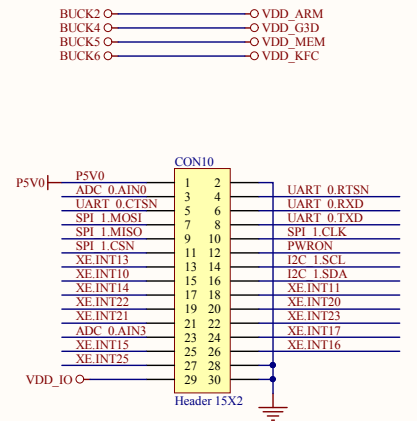 BUCK2 VDD_ARM
BUCK4 VDD_G3D
BUCK5 VDD_MEM
BUCK6 VDD_KFC
CON10
P5V0 P5V0 1 2
ADC_0.AIN0 3 4 UART_0.RTSN
UART_0.CTSN 5 6 UART_0.RXD
SPI_1.MOSI 7 8 UART_0.TXD
SPI_1.MISO 9 10 SPI_1.CLK
SPI_1.CSN 11 12 PWRON
XE.INT13 13 14 I2C_1.SCL
XE.INT10 15 16 I2C_1.SDA
XE.INT14 17 18 XE.INT11
XE.INT22 19 20 XE.INT20
XE.INT21 21 22 XE.INT23
ADC_0.AIN3 23 24 XE.INT17
XE.INT15 25 26 XE.INT16
XE.INT25 27 28
VDD_IO 29 30
Header 15X2